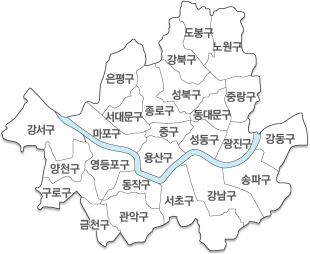 도봉구
노원구
강북구
은평구
성북구
중랑구
종로구
서대문구
동대문구
강서구
마포구
중구
성동구
광진구
강동구
용산구
양천구
영등포구
송파구
동작구
구로구
서초구
강남구
관악구
금천구